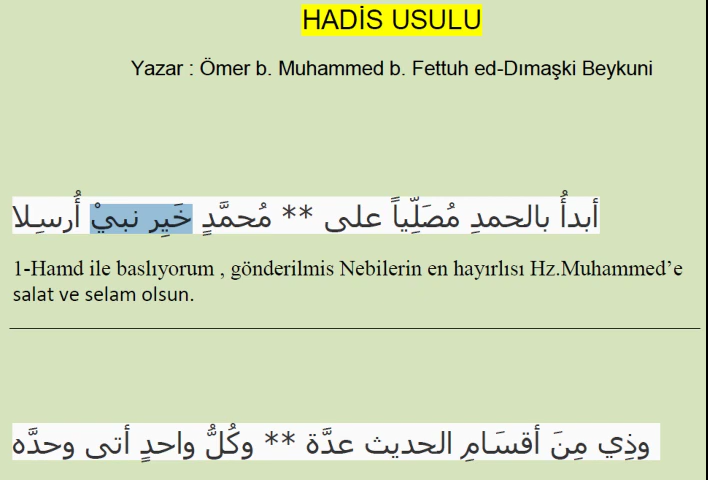 HADİS USULU
Yazar : Ömer b. Muhammed b. Fettuh ed-Dımaşki Beykuni
أبدأُ بالحمدِ مُصَلِّياً على ** مُحمَّدٍ خَيِر نبيْ أُرسِـلا
1-Hamd ile baslıyorum , gönderilmis Nebilerin en hayırlısı Hz.Muhammed’e
salat ve selam olsun.
وذِي مِنَ أقسَامِ الحديث عدَّة ** وكُلُّ واحدٍ أتى وحدَّه